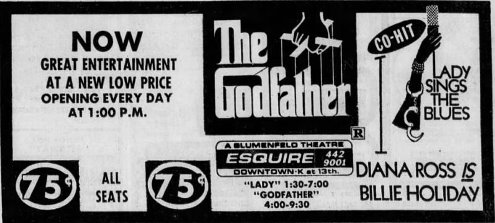 NOW
GREAT ENTERTAINMENT
AT A NEW LOW PRICE
OPENING EVERY DAY
AT 1:00 P.M.
75¢
ALL
SEATS
75¢
The
Godfather
R
A BLUMENFELD THEATRE
ESQUIRE 442
9001
DOWNTOWN·K at 13th.
"LADY" 1:30-7:00
"GODFATHER"
4:00-9:30
CO-HIT
LADY
SINGS
THE
BLUES
DIANA ROSS IS
BILLIE HOLIDAY